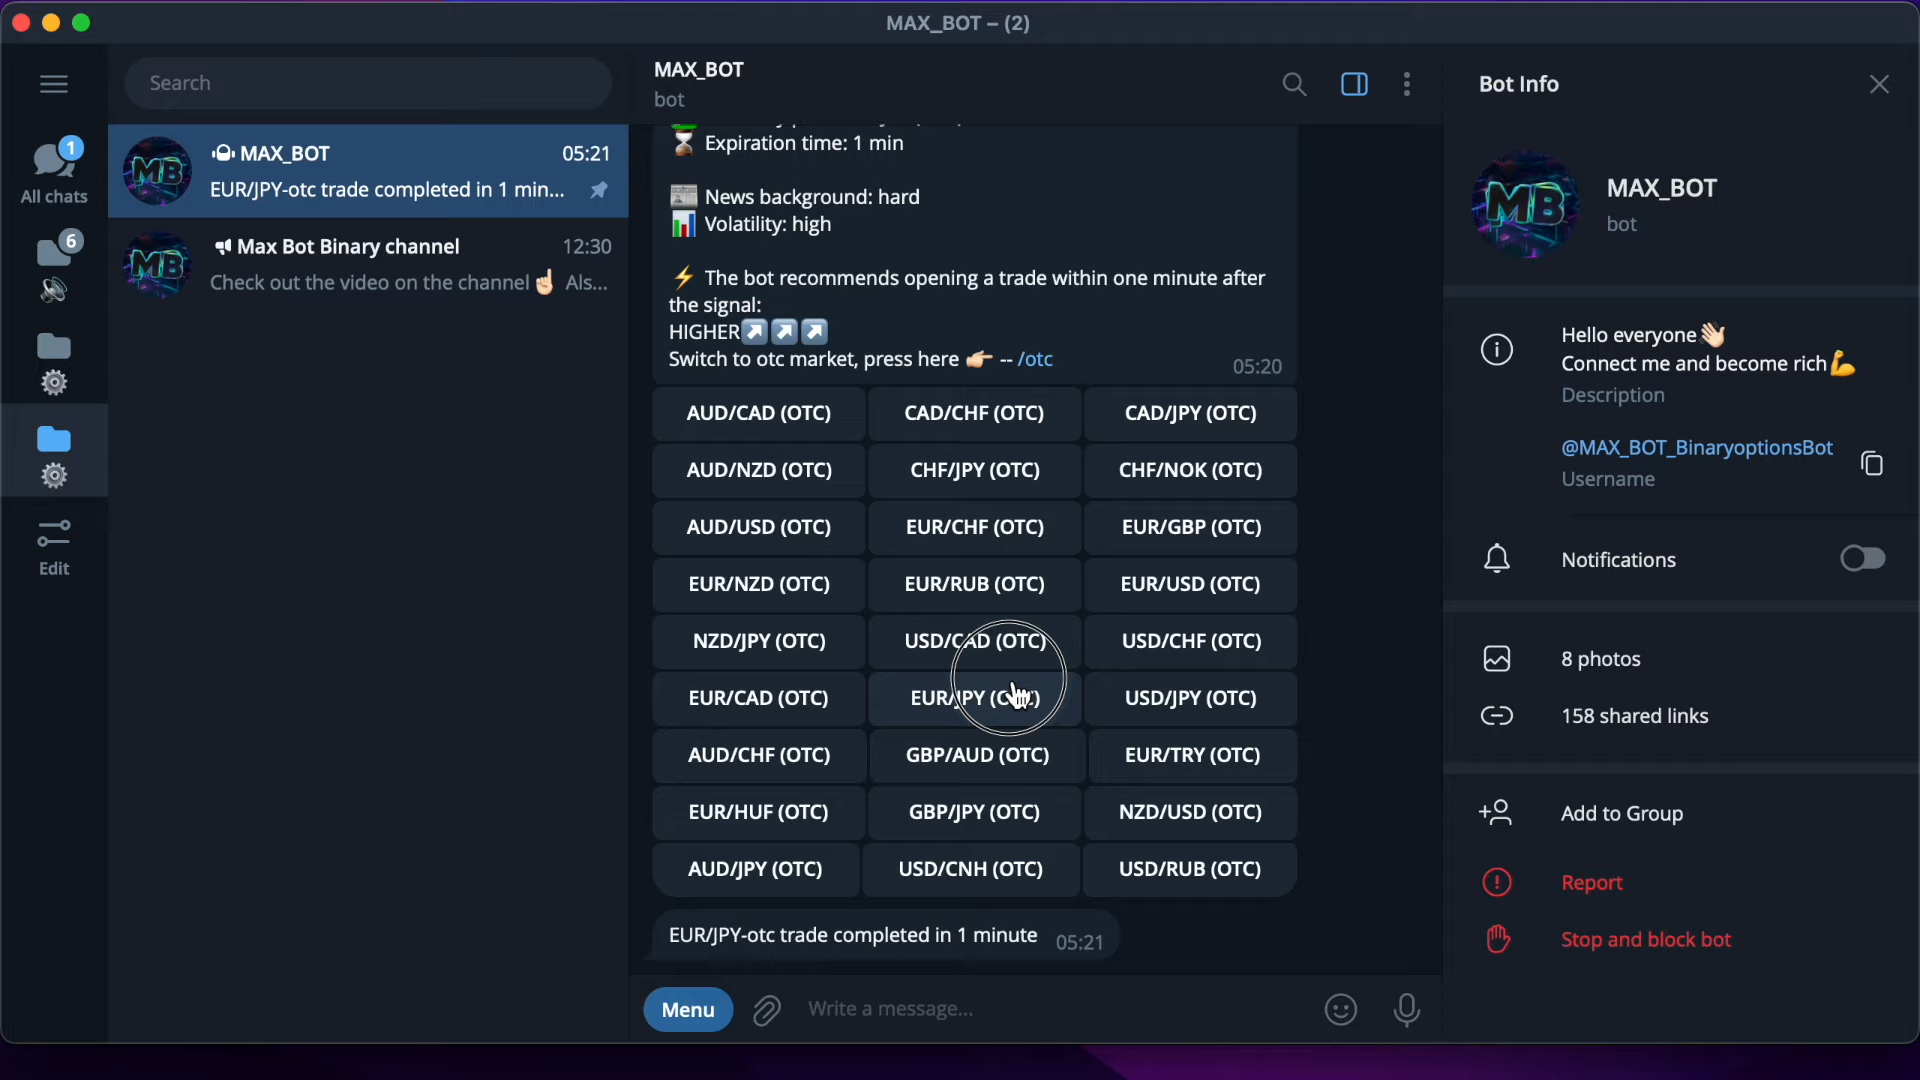 MAX_BOT – (2)
Search
1
All chats
6
Edit
MAX_BOT 05:21
EUR/JPY-otc trade completed in 1 min...
Max Bot Binary channel 12:30
Check out the video on the channel☝🏻 Als...
MAX_BOT
bot
⌛ Expiration time: 1 min
📰 News background: hard
📊 Volatility: high
⚡ The bot recommends opening a trade within one minute after
the signal:
HIGHER↗️↗️↗️
Switch to otc market, press here 👉🏻 -- /otc
05:20
AUD/CAD (OTC) CAD/CHF (OTC) CAD/JPY (OTC)
AUD/NZD (OTC) CHF/JPY (OTC) CHF/NOK (OTC)
AUD/USD (OTC) EUR/CHF (OTC) EUR/GBP (OTC)
EUR/NZD (OTC) EUR/RUB (OTC) EUR/USD (OTC)
NZD/JPY (OTC) USD/CAD (OTC) USD/CHF (OTC)
EUR/CAD (OTC) EUR/JPY (OTC) USD/JPY (OTC)
AUD/CHF (OTC) GBP/AUD (OTC) EUR/TRY (OTC)
EUR/HUF (OTC) GBP/JPY (OTC) NZD/USD (OTC)
AUD/JPY (OTC) USD/CNH (OTC) USD/RUB (OTC)
EUR/JPY-otc trade completed in 1 minute 05:21
Menu
Write a message...
Bot Info
MB
MAX_BOT
bot
Hello everyone👋🏻
Connect me and become rich💪
Description
@MAX_BOT_BinaryoptionsBot
Username
Notifications
8 photos
158 shared links
Add to Group
Report
Stop and block bot